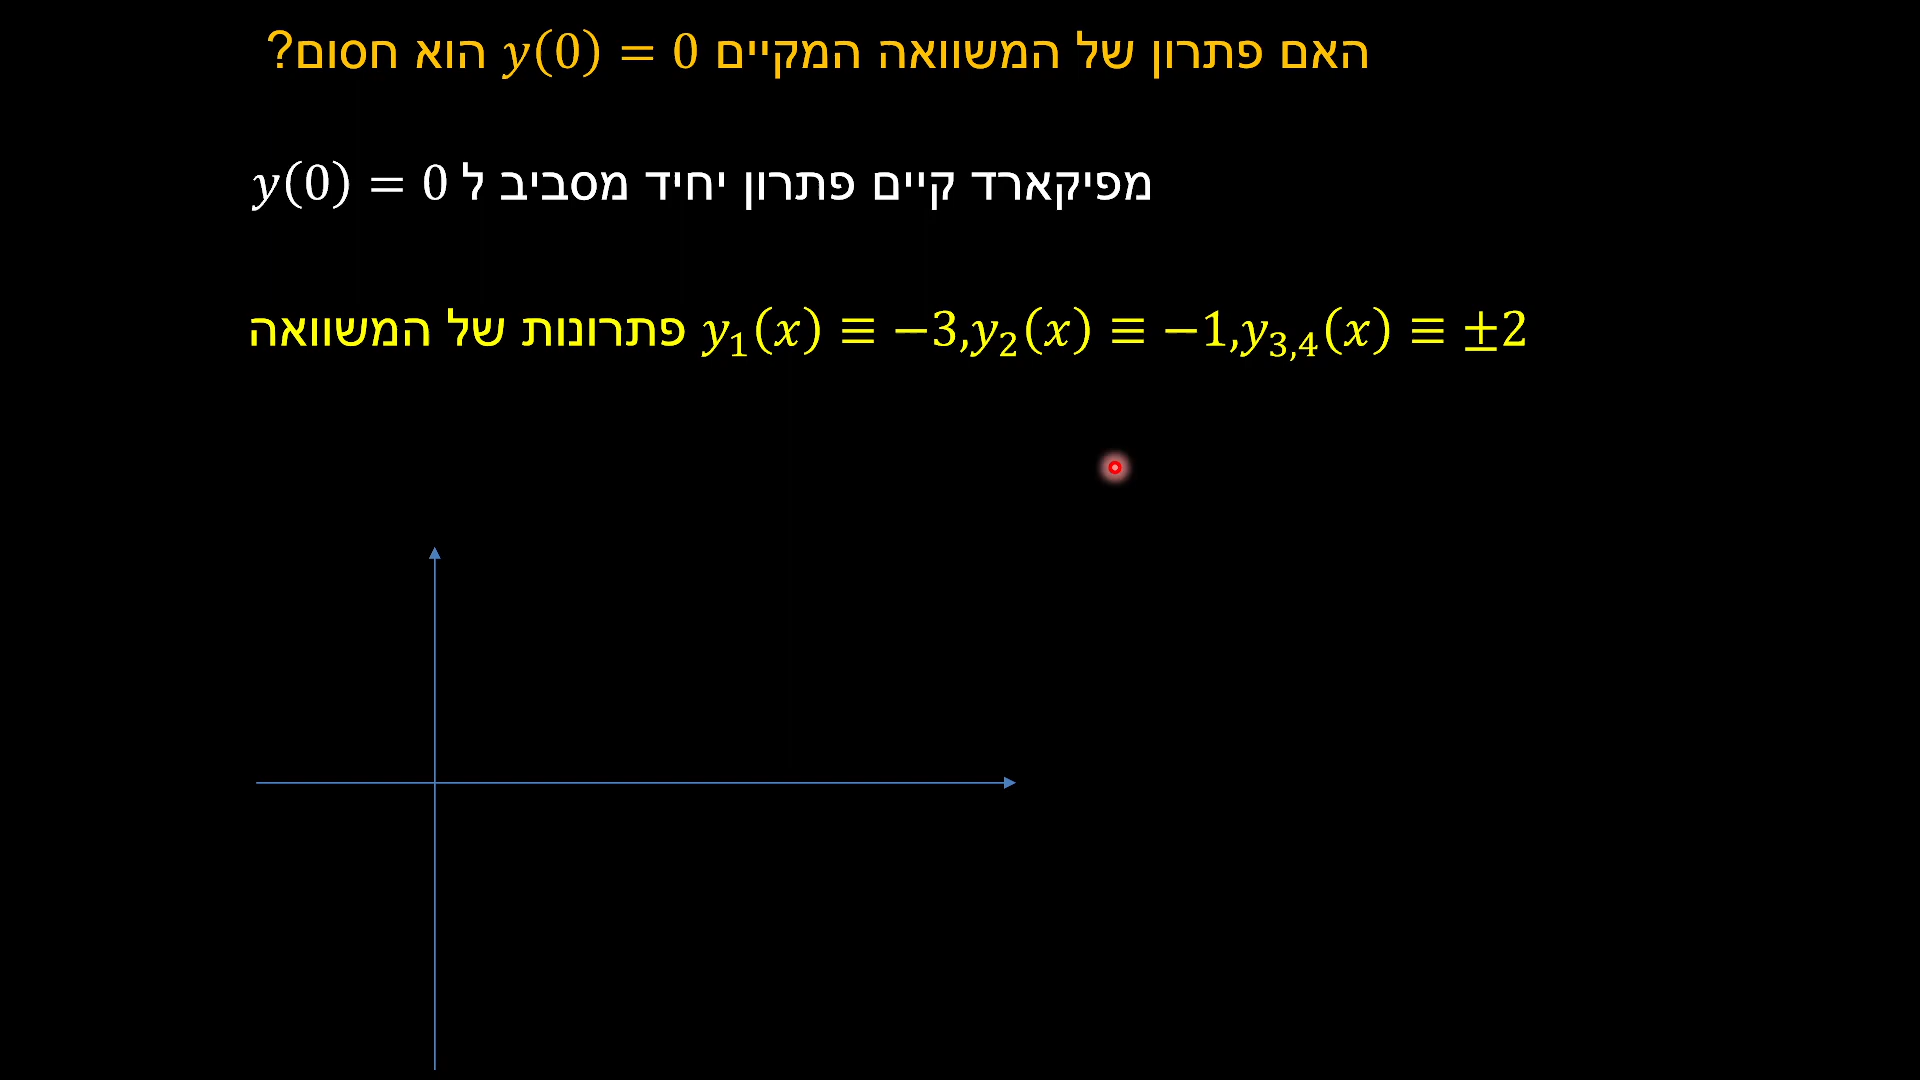 האם פתרון של המשוואה המקיים y(0) = 0 הוא חסום?
מפיקארד קיים פתרון יחיד מסביב ל y(0) = 0
y₁(x) ≡ −3,y₂(x) ≡ −1,y₃,₄(x) ≡ ±2 פתרונות של המשוואה